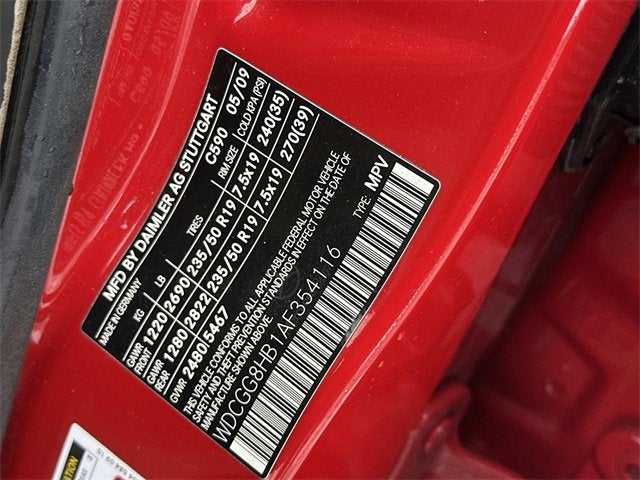 MFD BY DAIMLER AG STUTTGART
MADE IN GERMANY C590 05/09
KG LB TIRES RIM SIZE COLD KPA (PSI)
GAWR FRONT 1220 2690 235/50 R19 7.5x19 240(35)
GAWR REAR 1280 2822 235/50 R19 7.5x19 270(39)
GVWR 2480 5467
THIS VEHICLE CONFORMS TO ALL APPLICABLE FEDERAL MOTOR VEHICLE
SAFETY AND BUMPER STANDARDS IN EFFECT ON THE DATE OF
MANUFACTURE SHOWN ABOVE.
WDCGG8HB1AF354116 TYPE: MPV